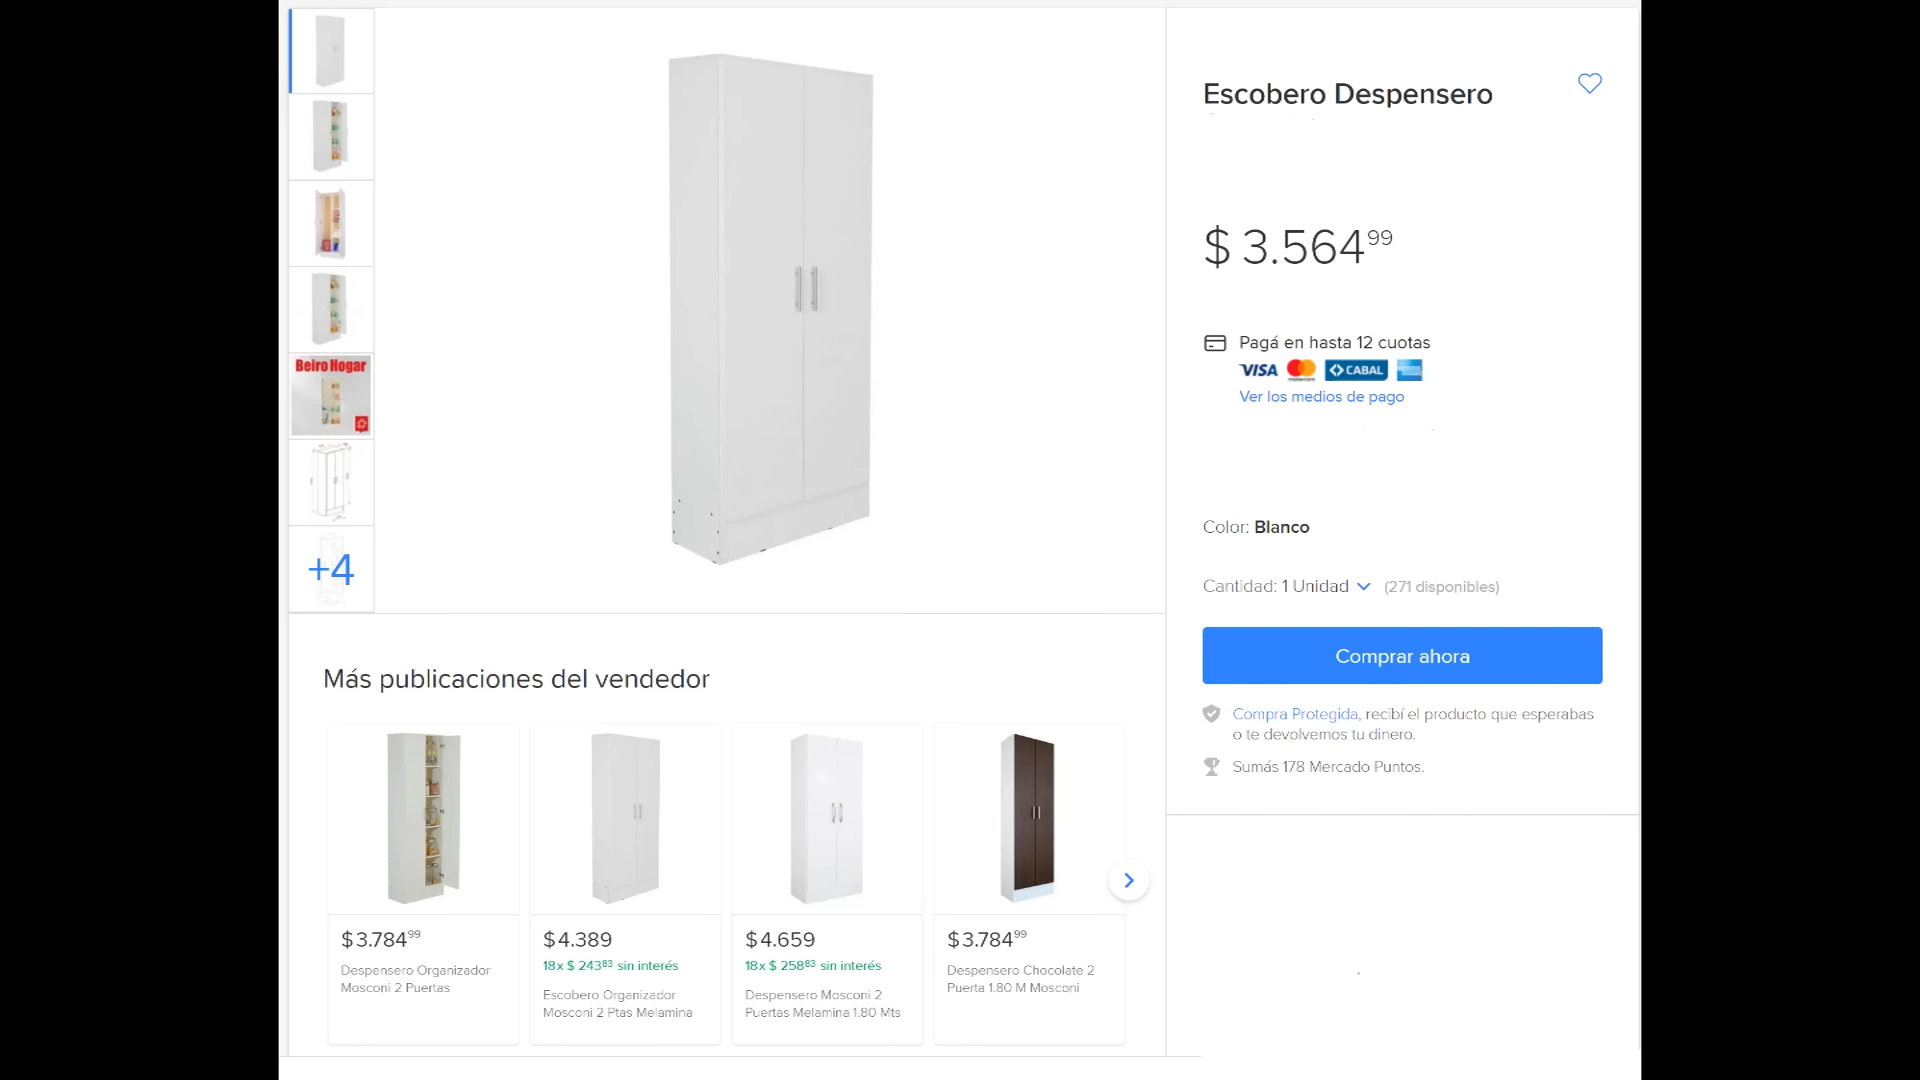 Beiro Hogar
+4
Escobero Despensero
$ 3.564 99
Pagá en hasta 12 cuotas
VISA mastercard CABAL
Ver los medios de pago
Color: Blanco
Cantidad: 1 Unidad (271 disponibles)
Comprar ahora
Compra Protegida, recibí el producto que esperabas
o te devolvemos tu dinero.
Sumás 178 Mercado Puntos.
Más publicaciones del vendedor
$ 3.784 99
Despensero Organizador
Mosconi 2 Puertas
$ 4.389
18x $ 243 83 sin interés
Escobero Organizador
Mosconi 2 Ptas Melamina
$ 4.659
18x $ 258 83 sin interés
Despensero Mosconi 2
Puertas Melamina 1.80 Mts
$ 3.784 99
Despensero Chocolate 2
Puerta 1.80 M Mosconi